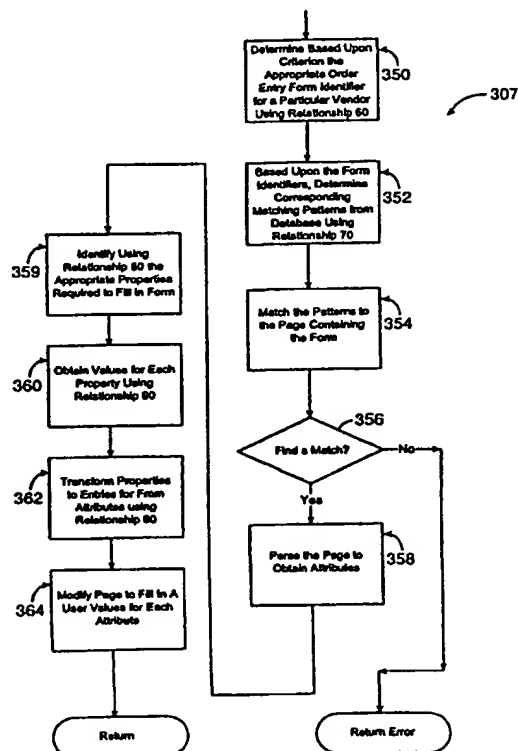 Determine Based Upon
Criterion the
Appropriate Order
Entry Form Identifier
for a Particular Vendor
Using Relationship 60
350
307
Based Upon the Form
Identifiers, Determine
Corresponding
Matching Patterns from
Database Using
Relationship 70
352
Match the Patterns to
the Page Containing
the Form
354
356
Find a Match?
No
Yes
Parse the Page to
Obtain Attributes
358
Return Error
Identify Using
Relationship 80 the
Appropriate Properties
Required to Fill in Form
359
Obtain Values for Each
Property Using
Relationship 90
360
Transform Properties
to Entries for From
Attributes using
Relationship 80
362
Modify Page to Fill in A
User Values for Each
Attribute
364
Return